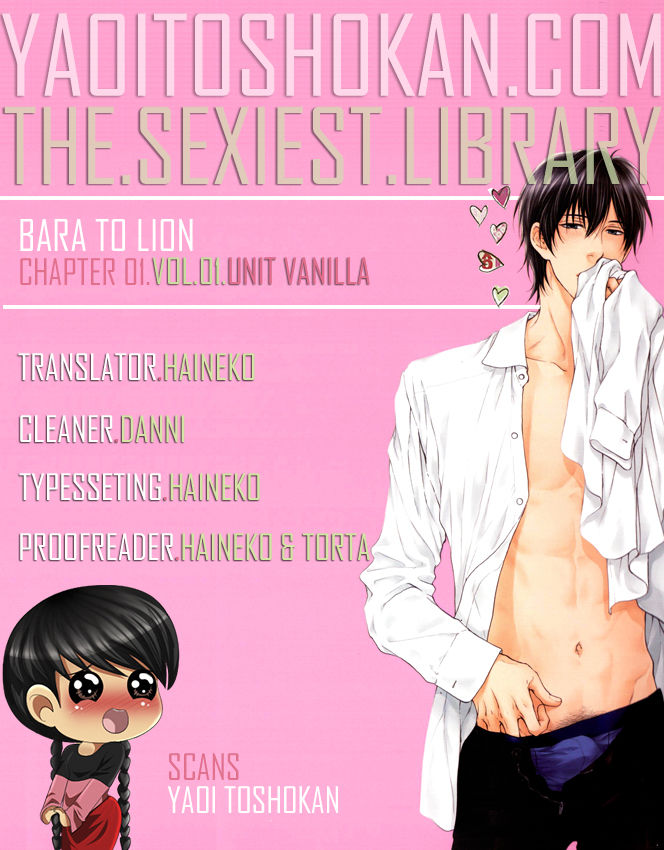 YAOITOSHOKAN.COM
THE.SEXIEST.LIBRARY
BARA TO LION
CHAPTER 01.VOL.01.UNIT VANILLA
TRANSLATOR.HAINEKO
CLEANER.DANNI
TYPESSETING.HAINEKO
PROOFREADER.HAINEKO & TORTA
SCANS
YAOI TOSHOKAN